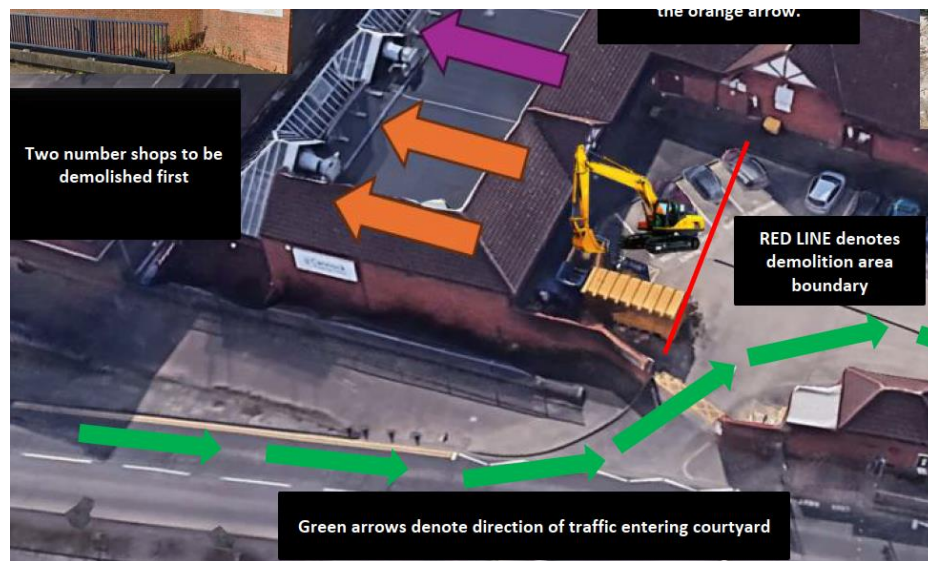 the orange arrow.
Two number shops to be
demolished first
RED LINE denotes
demolition area
boundary
Green arrows denote direction of traffic entering courtyard